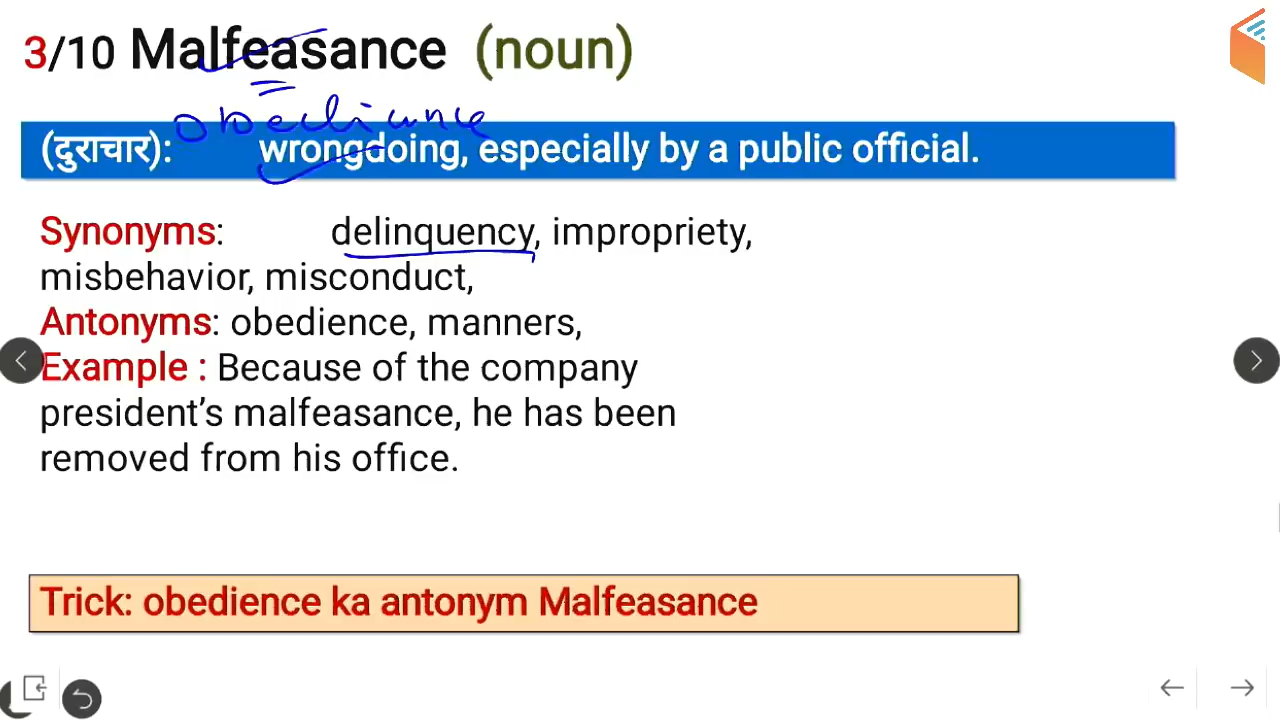 3/10 Malfeasance (noun)
obedience
(दुराचार): wrongdoing, especially by a public official.
Synonyms: delinquency, impropriety,
misbehavior, misconduct,
Antonyms: obedience, manners,
Example : Because of the company
president’s malfeasance, he has been
removed from his office.
Trick: obedience ka antonym Malfeasance